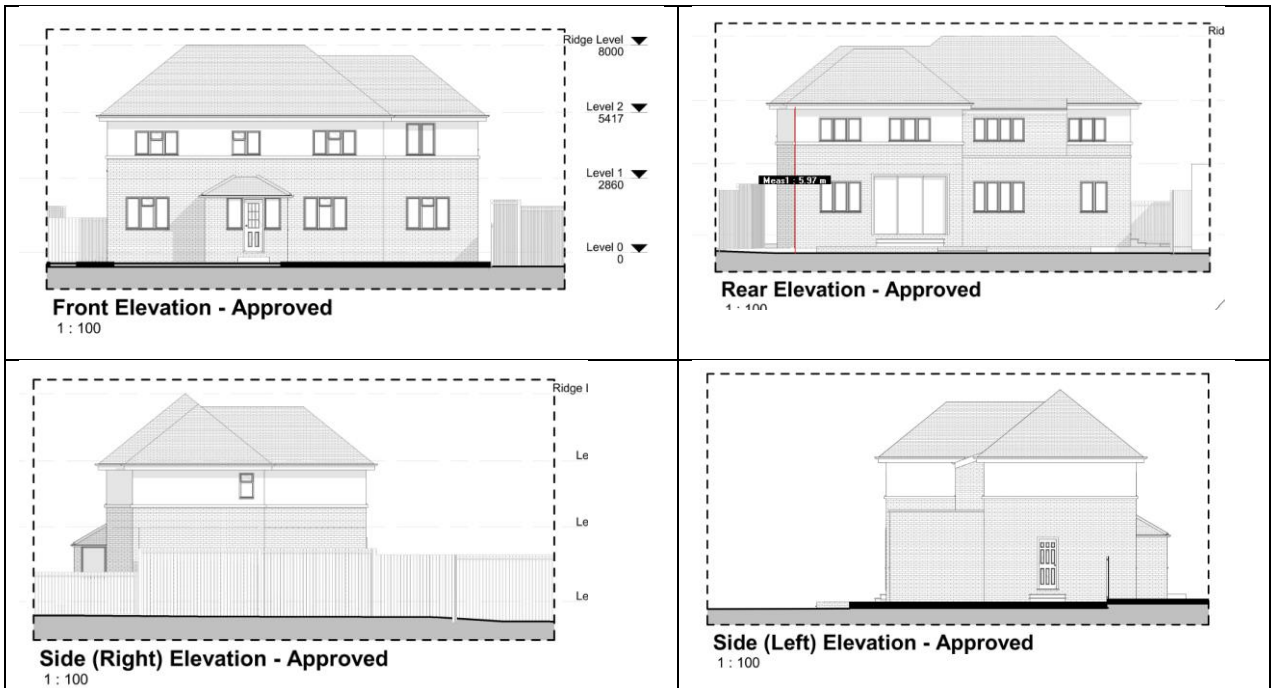 Ridge Level
8000
Level 2
5417
Level 1
2860
Level 0
0
Front Elevation - Approved
1 : 100
Rid
Meas1 : 5.97 m
Rear Elevation - Approved
1 : 100
Ridge l
Le
Le
Le
Side (Right) Elevation - Approved
1 : 100
Side (Left) Elevation - Approved
1 : 100